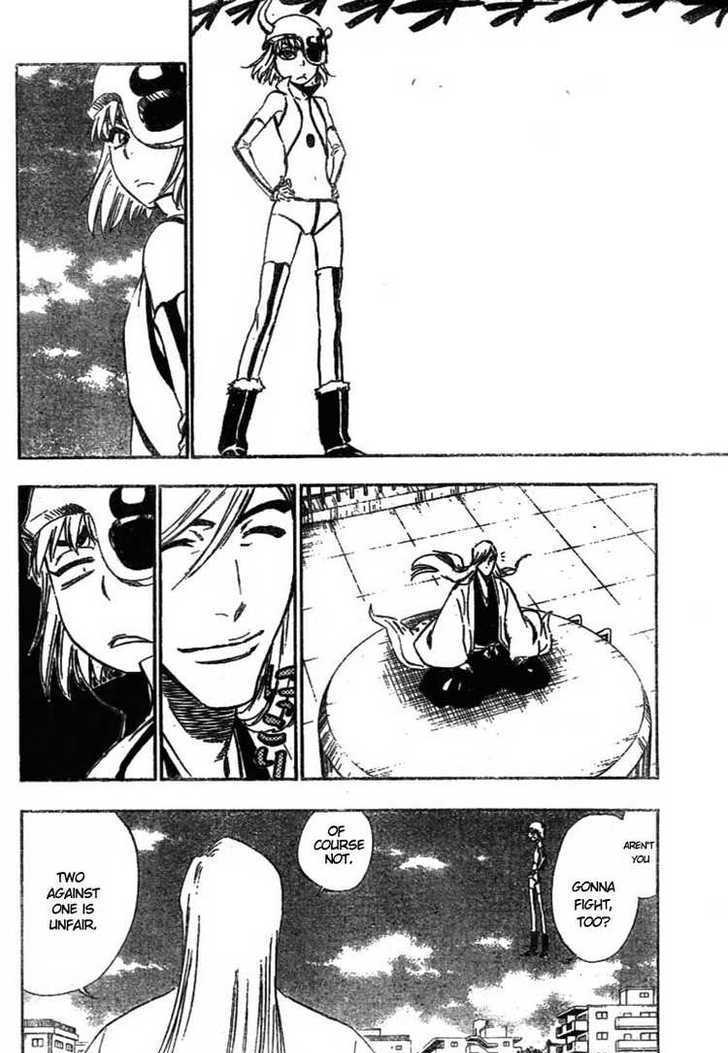 AREN'T
YOU
GONNA
FIGHT,
TOO?
OF
COURSE
NOT.
TWO
AGAINST
ONE IS
UNFAIR.